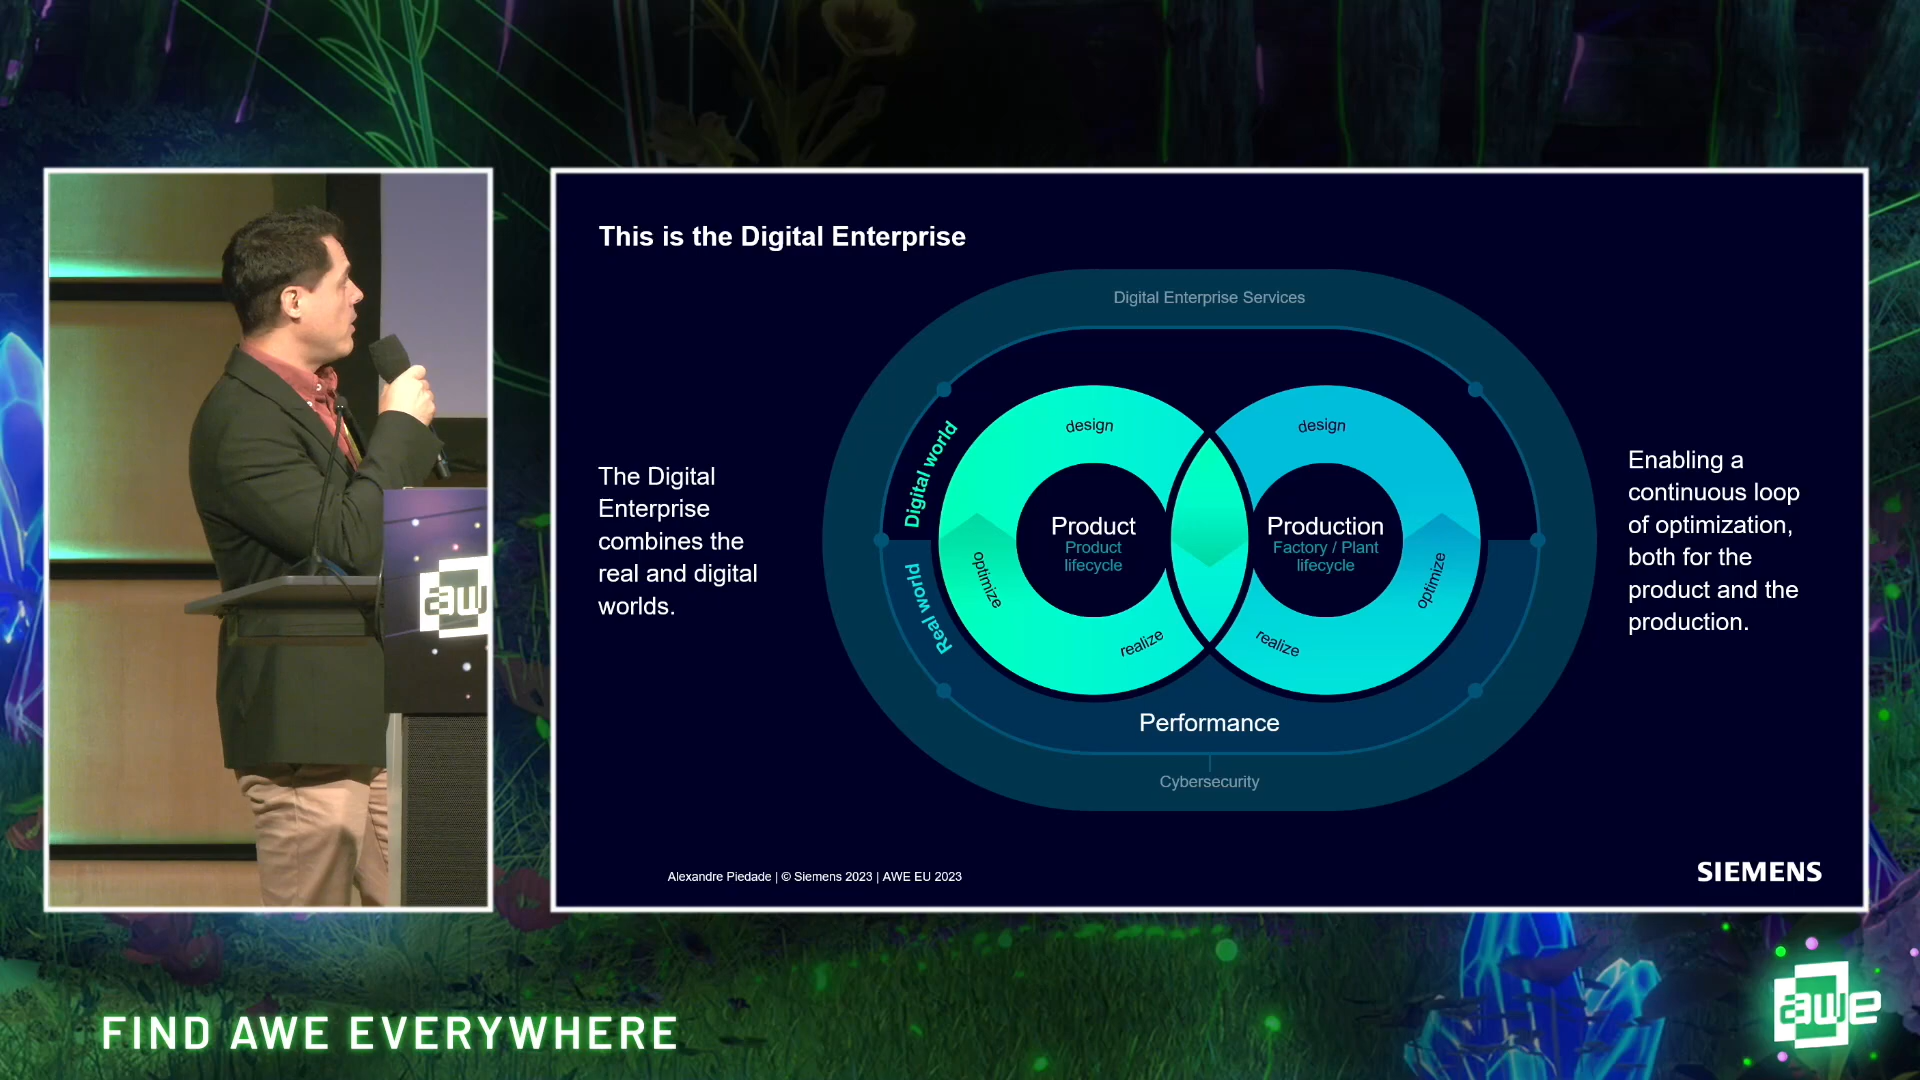 This is the Digital Enterprise
Digital Enterprise Services
Digital world
Real world
design
optimize
realize
Product
Product
lifecycle
design
optimize
realize
Production
Factory / Plant
lifecycle
Performance
Cybersecurity
The Digital
Enterprise
combines the
real and digital
worlds.
Enabling a
continuous loop
of optimization,
both for the
product and the
production.
Alexandre Piedade | © Siemens 2023 | AWE EU 2023
SIEMENS
aw
FIND AWE EVERYWHERE
awe